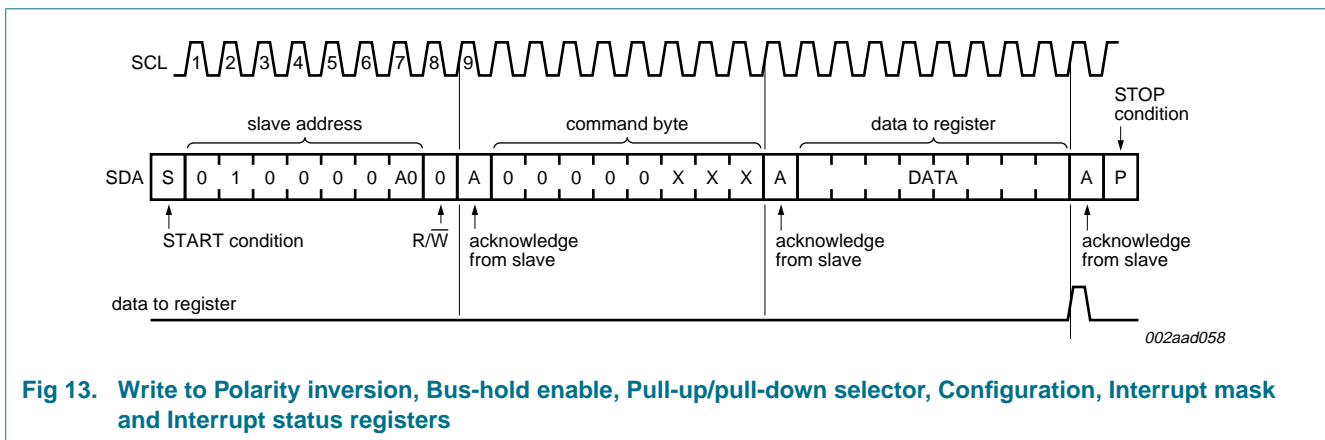 SCL 1 2 3 4 5 6 7 8 9
STOP
condition
slave address command byte data to register
SDA S 0 1 0 0 0 0 A0 0 A 0 0 0 0 0 X X X A DATA A P
START condition R/W̅ acknowledge
from slave acknowledge
from slave acknowledge
from slave
data to register
002aad058
Fig 13. Write to Polarity inversion, Bus-hold enable, Pull-up/pull-down selector, Configuration, Interrupt mask
and Interrupt status registers